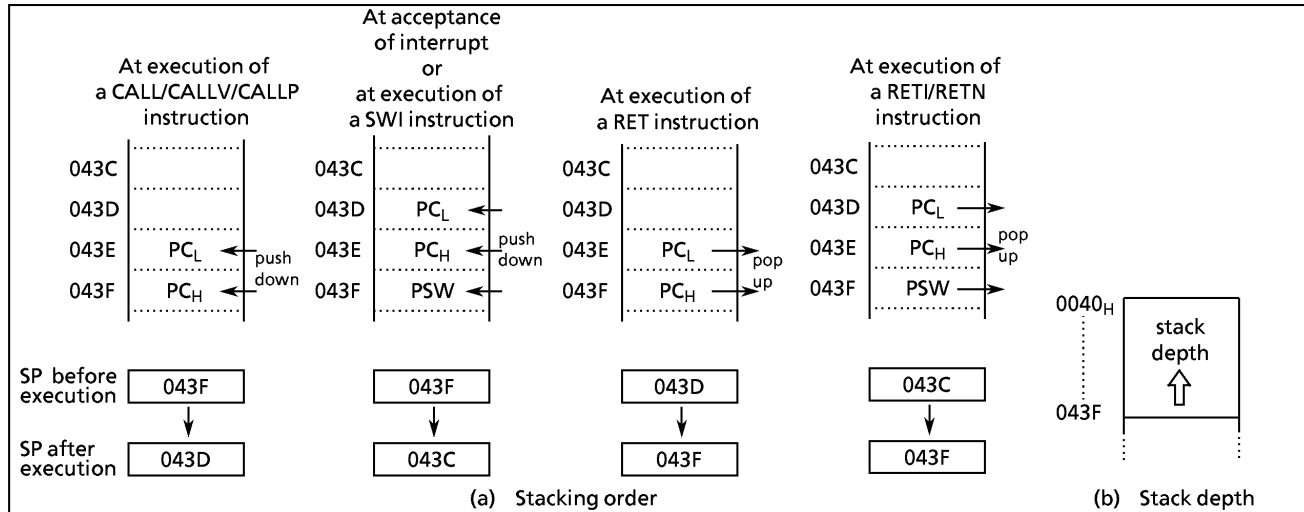 At execution of
a CALL/CALLV/CALLP
instruction
043C
043D
043E PCL
043F PCH
push
down
At acceptance
of interrupt
or
at execution of
a SWI instruction
043C
043D PCL
043E PCH
043F PSW
push
down
At execution of
a RET instruction
043C
043D
043E PCL
043F PCH
pop
up
At execution of
a RETI/RETN
instruction
043C
043D PCL
043E PCH
043F PSW
pop
up
SP before
execution
043F 043F 043D 043C
SP after
execution
043D 043C 043F 043F
(a) Stacking order
0040H
stack
depth
043F
(b) Stack depth